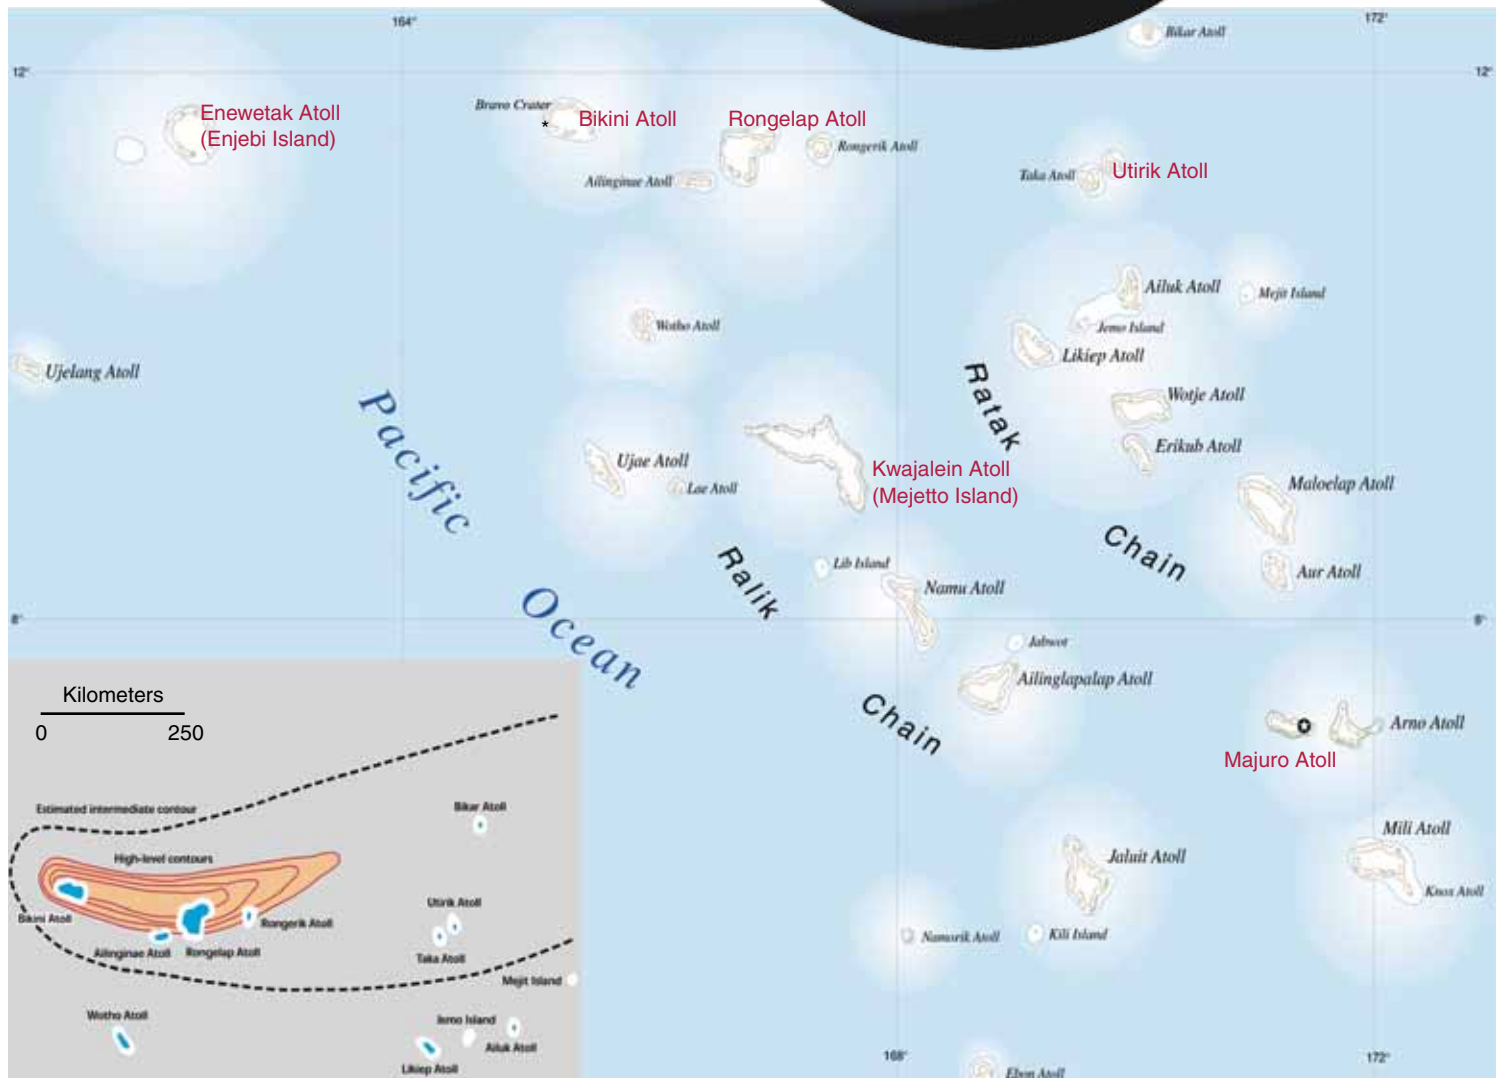 164°
172°
Bikar Atoll
12°
12°
Enewetak Atoll
(Enjebi Island)
Bravo Crater
*
Bikini Atoll
Rongelap Atoll
Rongerik Atoll
Ailinginae Atoll
Taka Atoll
Utirik Atoll
Ailuk Atoll
Mejit Island
Jemo Island
Likiep Atoll
Wotho Atoll
Ujelang Atoll
Wotje Atoll
Erikub Atoll
Ratak
Chain
Pacific
Ocean
Ujae Atoll
Lae Atoll
Kwajalein Atoll
(Mejetto Island)
Maloelap Atoll
Aur Atoll
Ralik
Chain
Lib Island
Namu Atoll
8°
8°
Jabwot
Ailinglapalap Atoll
Arno Atoll
Majuro Atoll
Mili Atoll
Knox Atoll
Jaluit Atoll
Namorik Atoll
Kili Island
168°
172°
Ebon Atoll
Kilometers
0 250
Estimated intermediate contour
High-level contours
Bikar Atoll
Bikini Atoll
Ailinginae Atoll
Rongelap Atoll
Rongerik Atoll
Utirik Atoll
Taka Atoll
Mejit Island
Wotho Atoll
Jemo Island
Ailuk Atoll
Likiep Atoll